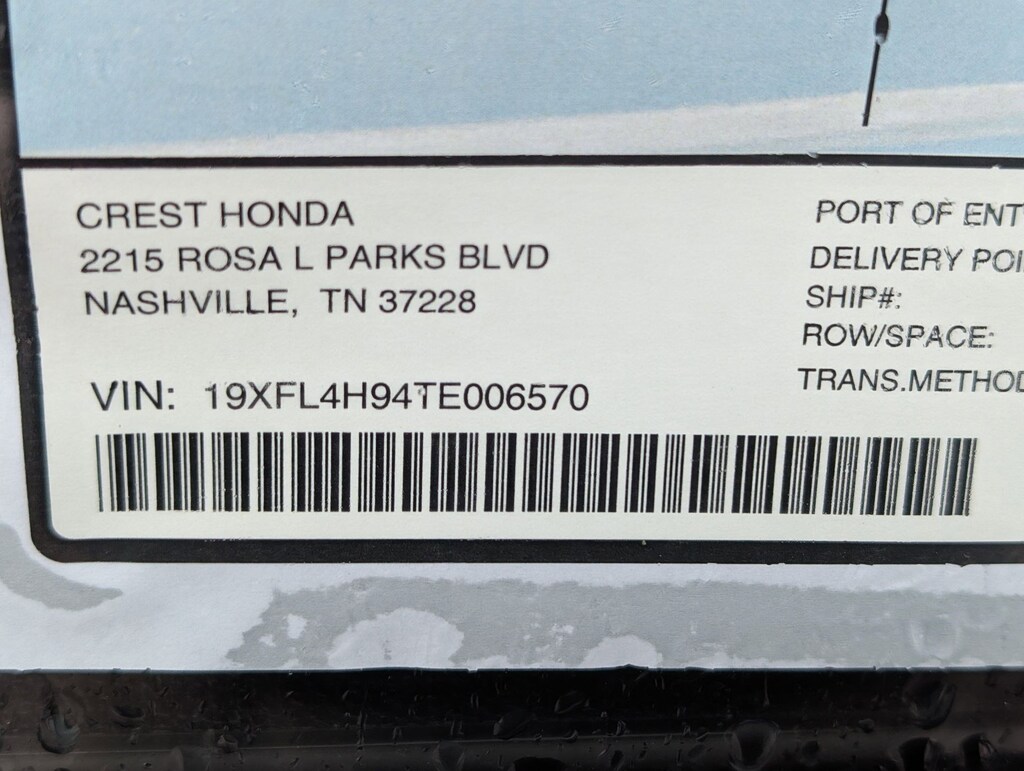 CREST HONDA
2215 ROSA L PARKS BLVD
NASHVILLE, TN 37228
VIN: 19XFL4H94TE006570
PORT OF ENT
DELIVERY POI
SHIP#:
ROW/SPACE:
TRANS.METHOD